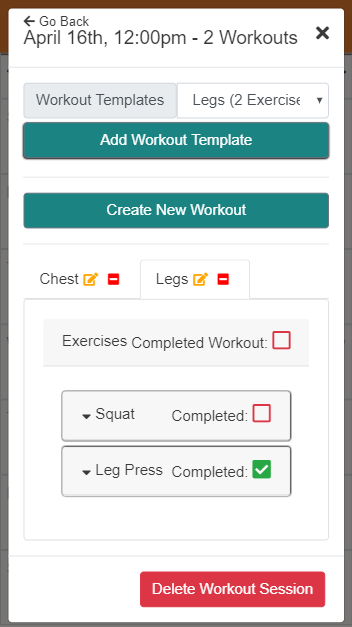 Go Back
April 16th, 12:00pm - 2 Workouts
Workout Templates Legs (2 Exercise
Add Workout Template
Create New Workout
Chest Legs
Exercises Completed Workout:
Squat Completed:
Leg Press Completed:
Delete Workout Session